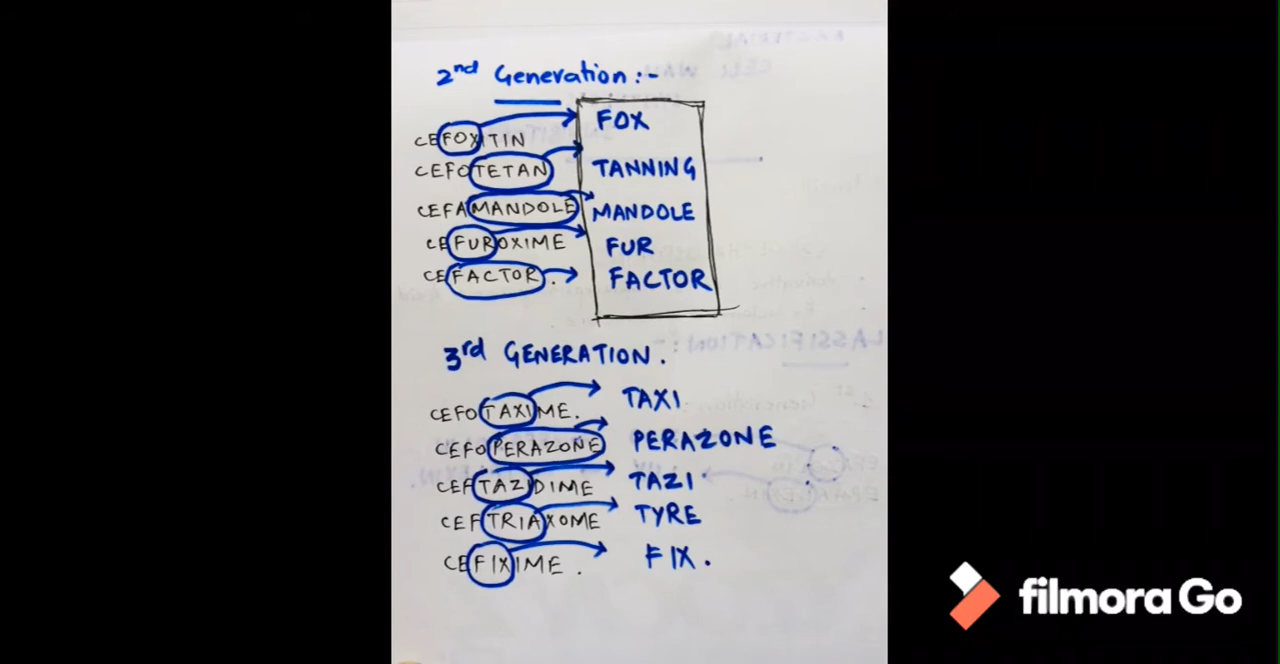 2nd Generation :-
CEFOXITIN FOX
CEFOTETAN TANNING
CEFAMANDOLE MANDOLE
CEFUROXIME FUR
CEFACTOR . FACTOR
3rd GENERATION .
CEFOTAXIME . TAXI
CEFOPERAZONE PERAZONE
CEFTAZIDIME TAZI
CEFTRIAXOME TYRE
CEFIXIME . FIX .
filmora Go